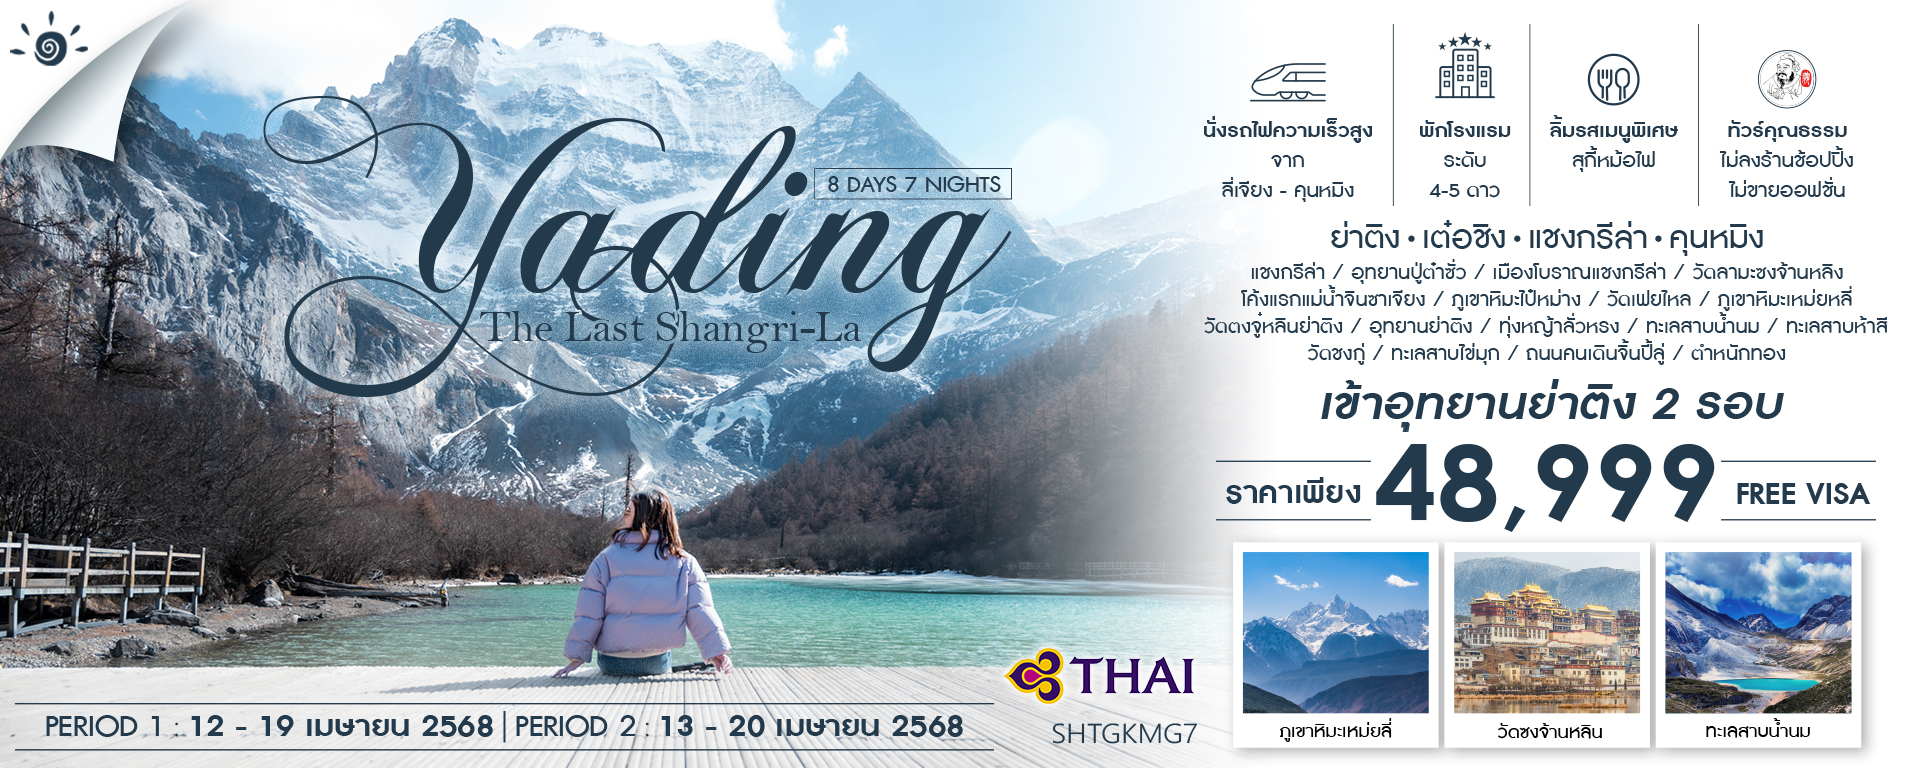 Yading
8 DAYS 7 NIGHTS
The Last Shangri-La
นั่งรถไฟความเร็วสูง
จาก
ลี่เจียง - คุนหมิง
พักโรงแรม
ระดับ
4-5 ดาว
ลิ้มรสเมนูพิเศษ
สุกี้หม้อไฟ
ทัวร์คุณธรรม
ไม่ลงร้านช้อปปิ้ง
ไม่ขายออฟชั่น
ย่าติง • เต๋อชิง • แชงกรีล่า • คุนหมิง
แชงกรีล่า / อุทยานปู่ต๋าซั่ว / เมืองโบราณแชงกรีล่า / วัดลามะซงจ้านหลิง
โค้งแรกแม่น้ำจินซาเจียง / ภูเขาหิมะไป๋หม่าง / วัดเฟยไหล / ภูเขาหิมะเหม่ยหลี่
วัดตงจู๋หลินย่าติง / อุทยานย่าติง / ทุ่งหญ้าลั่วหรง / ทะเลสาบน้ำนม / ทะเลสาบห้าสี
วัดชงกู่ / ทะเลสาบไข่มุก / ถนนคนเดินจิ้นปี้ลู่ / ตำหนักทอง
เข้าอุทยานย่าติง 2 รอบ
ราคาเพียง 48,999 FREE VISA
ภูเขาหิมะเหม่ยลี่
วัดซงจ้านหลิน
ทะเลสาบน้ำนม
THAI
SHTGKMG7
PERIOD 1 : 12 - 19 เมษายน 2568 | PERIOD 2 : 13 - 20 เมษายน 2568